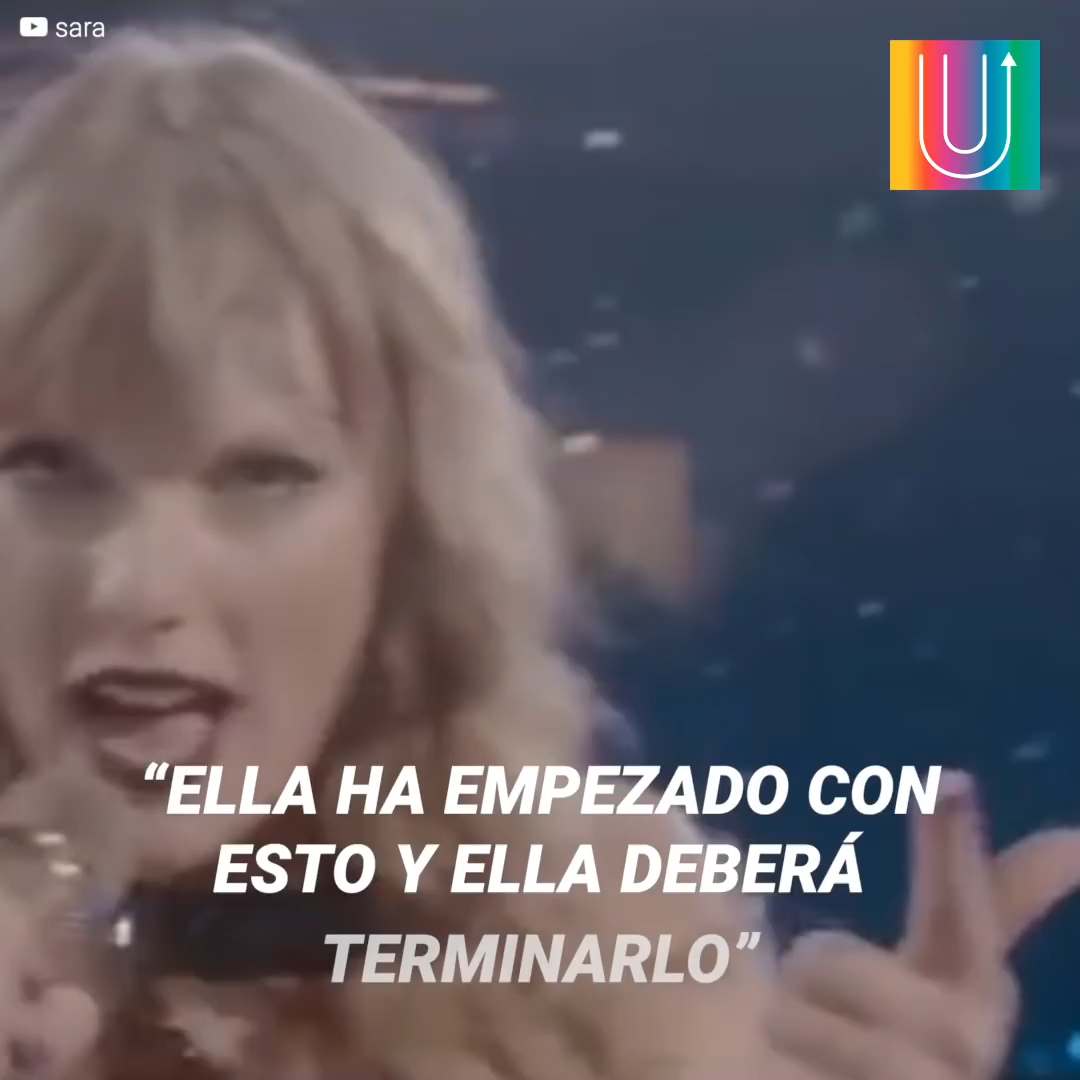 sara
U
“ELLA HA EMPEZADO CON
ESTO Y ELLA DEBERÁ
TERMINARLO”